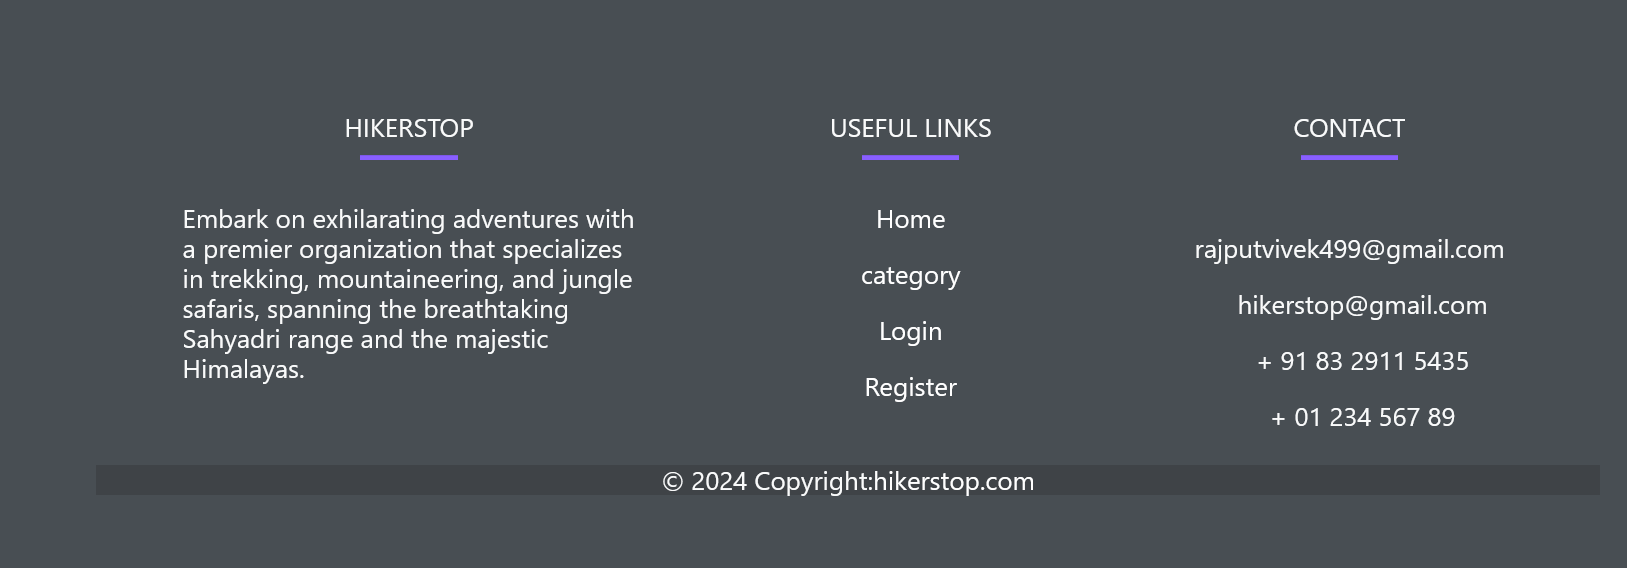 HIKERSTOP
Embark on exhilarating adventures with
a premier organization that specializes
in trekking, mountaineering, and jungle
safaris, spanning the breathtaking
Sahyadri range and the majestic
Himalayas.
USEFUL LINKS
Home
category
Login
Register
CONTACT
rajputvivek499@gmail.com
hikerstop@gmail.com
+ 91 83 2911 5435
+ 01 234 567 89
© 2024 Copyright:hikerstop.com